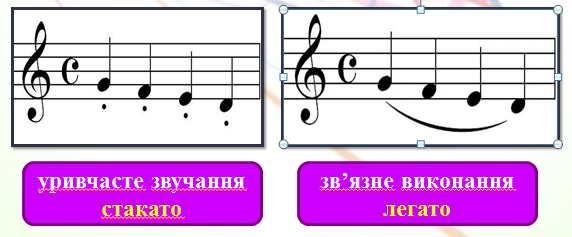 уривчасте звучання
стакато
зв’язне виконання
легато